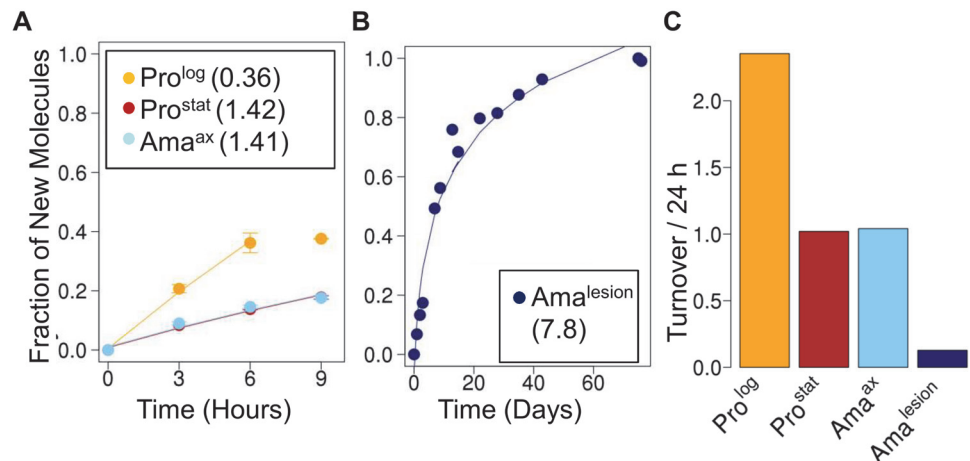 A
Fraction of New Molecules
1.0
0.8
0.6
0.4
0.2
0.0
Pro^log (0.36)
Pro^stat (1.42)
Ama^ax (1.41)
0 3 6 9
Time (Hours)
B
1.0
0.8
0.6
0.4
0.2
0.0
Ama^lesion
(7.8)
0 20 40 60
Time (Days)
C
Turnover / 24 h
2.0
1.5
1.0
0.5
0.0
Pro^log
Pro^stat
Ama^ax
Ama^lesion